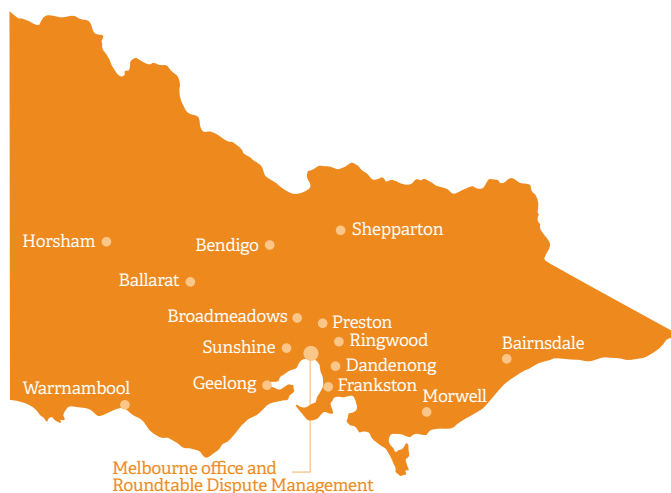 Shepparton
Horsham
Bendigo
Ballarat
Broadmeadows
Preston
Ringwood
Sunshine
Bairnsdale
Dandenong
Geelong
Frankston
Warrnambool
Morwell
Melbourne office and
Roundtable Dispute Management